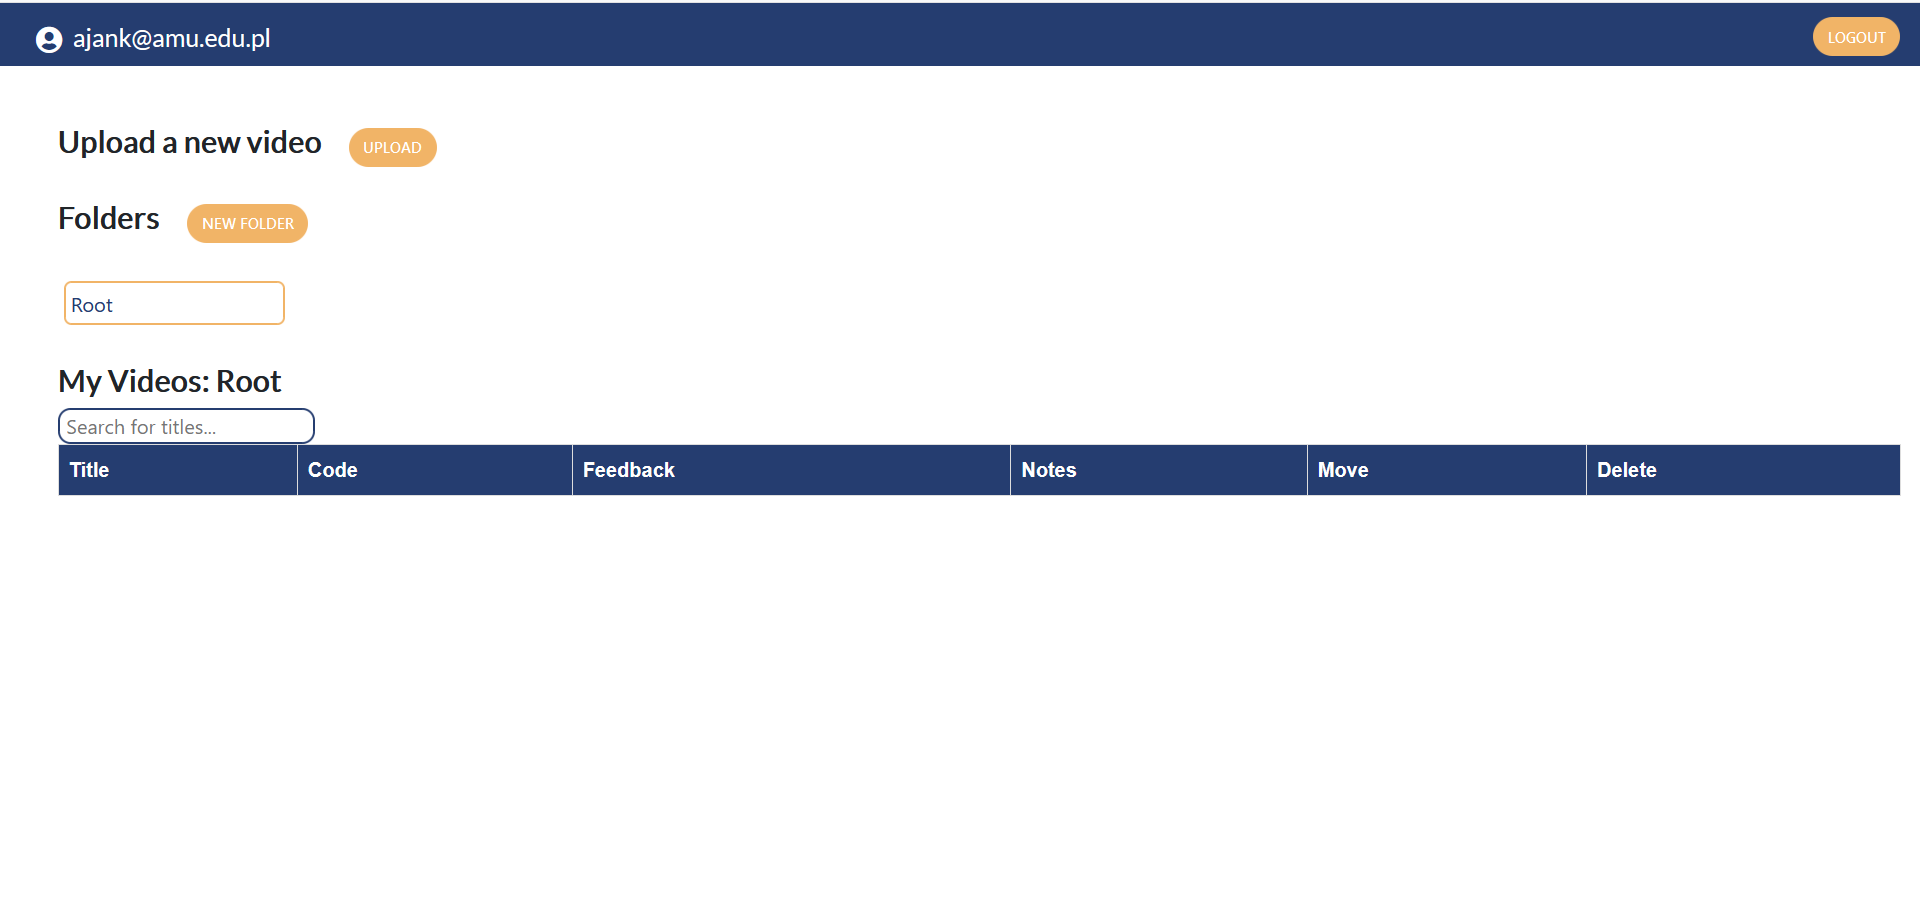 ajank@amu.edu.pl
LOGOUT
Upload a new video
UPLOAD
Folders
NEW FOLDER
Root
My Videos: Root
Search for titles...
Title Code Feedback Notes Move Delete